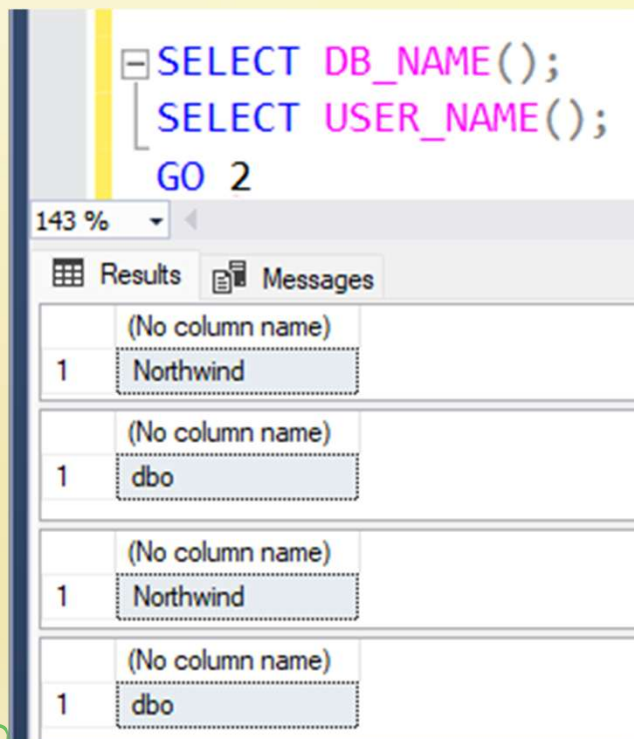 SELECT DB_NAME();
SELECT USER_NAME();
GO 2
143 %
Results Messages
(No column name)
1 Northwind
(No column name)
1 dbo
(No column name)
1 Northwind
(No column name)
1 dbo